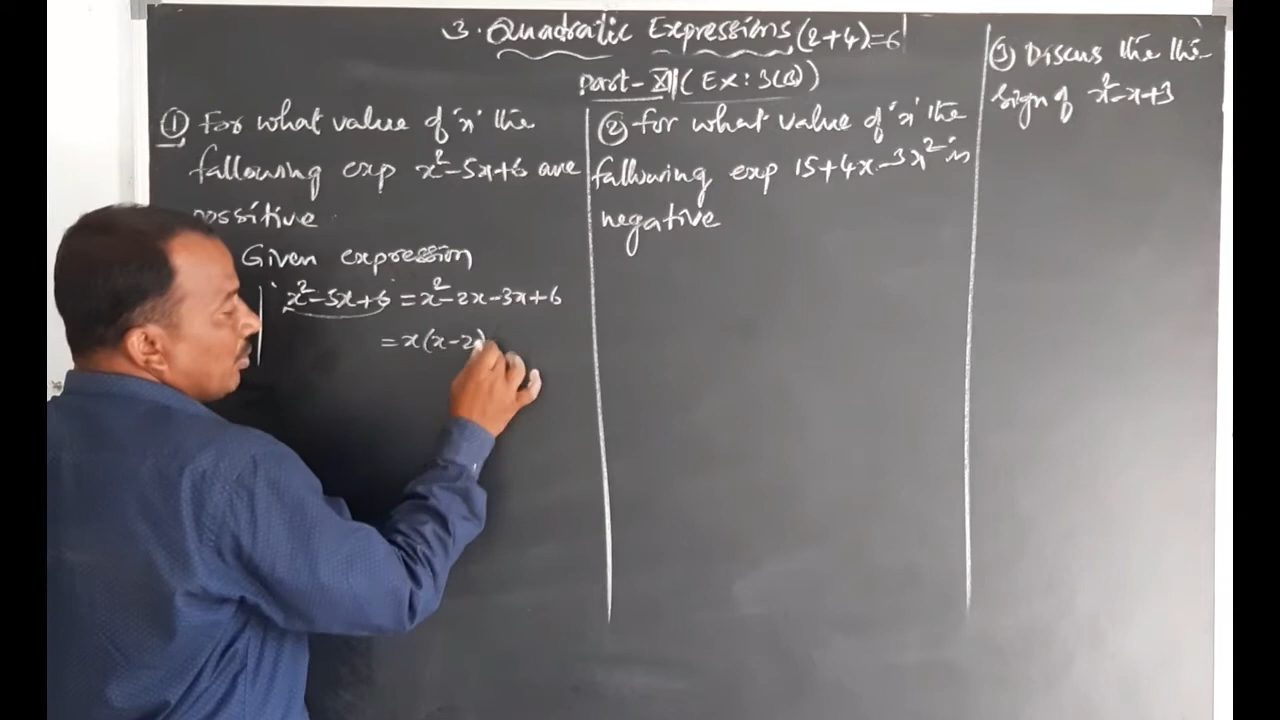 3. Quadratic Expressions (2+4)=6
Part-XI (Ex: 3(B))
① For what value of 'x' the
fallowing exp x²-5x+6 are
possitive
Given expression
x²-5x+6 = x²-2x-3x+6
= x(x-2)
② For what value of 'x' the
fallowing exp 15+4x-3x² is
negative
③ Discus the the
sign of x²-x+3